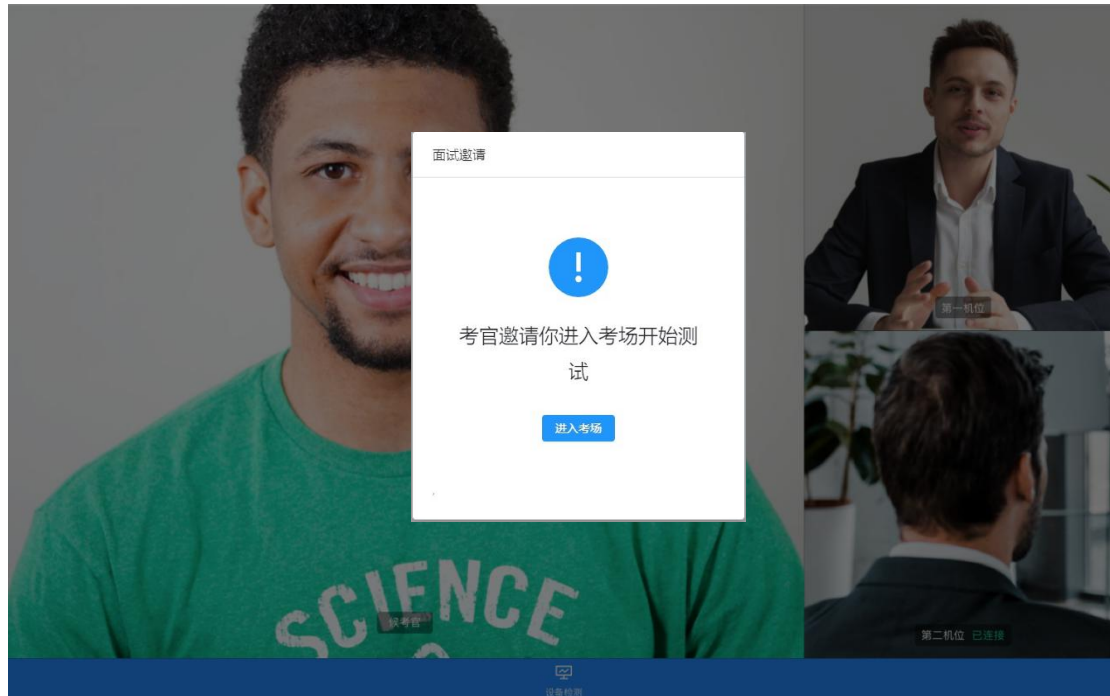 面试邀请
!
考官邀请你进入考场开始测
试
进入考场
第一机位
SCIENCE
候考官
第二机位 已连接
设备检测